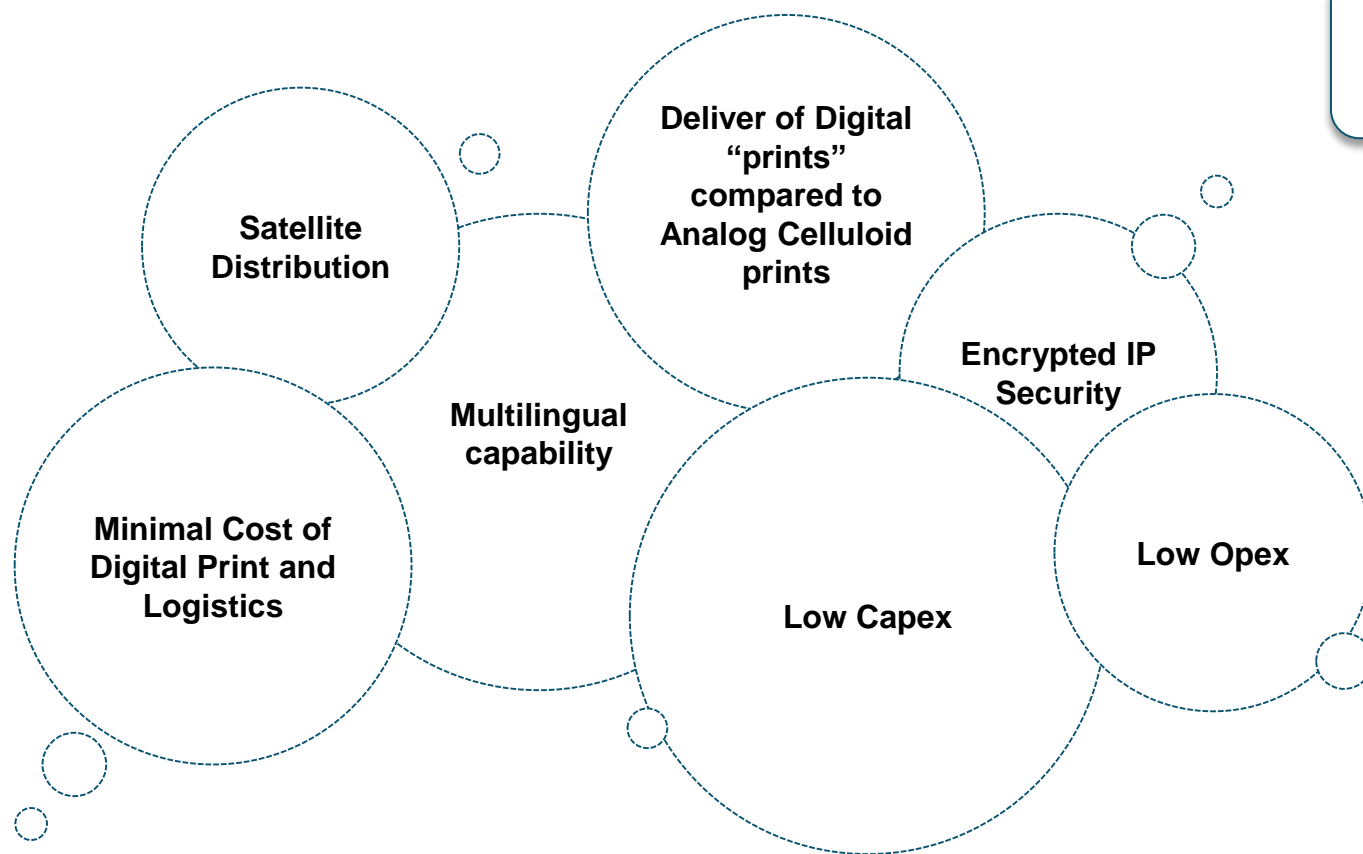 Satellite
Distribution
Deliver of Digital
“prints”
compared to
Analog Celluloid
prints
Encrypted IP
Security
Multilingual
capability
Minimal Cost of
Digital Print and
Logistics
Low Capex
Low Opex